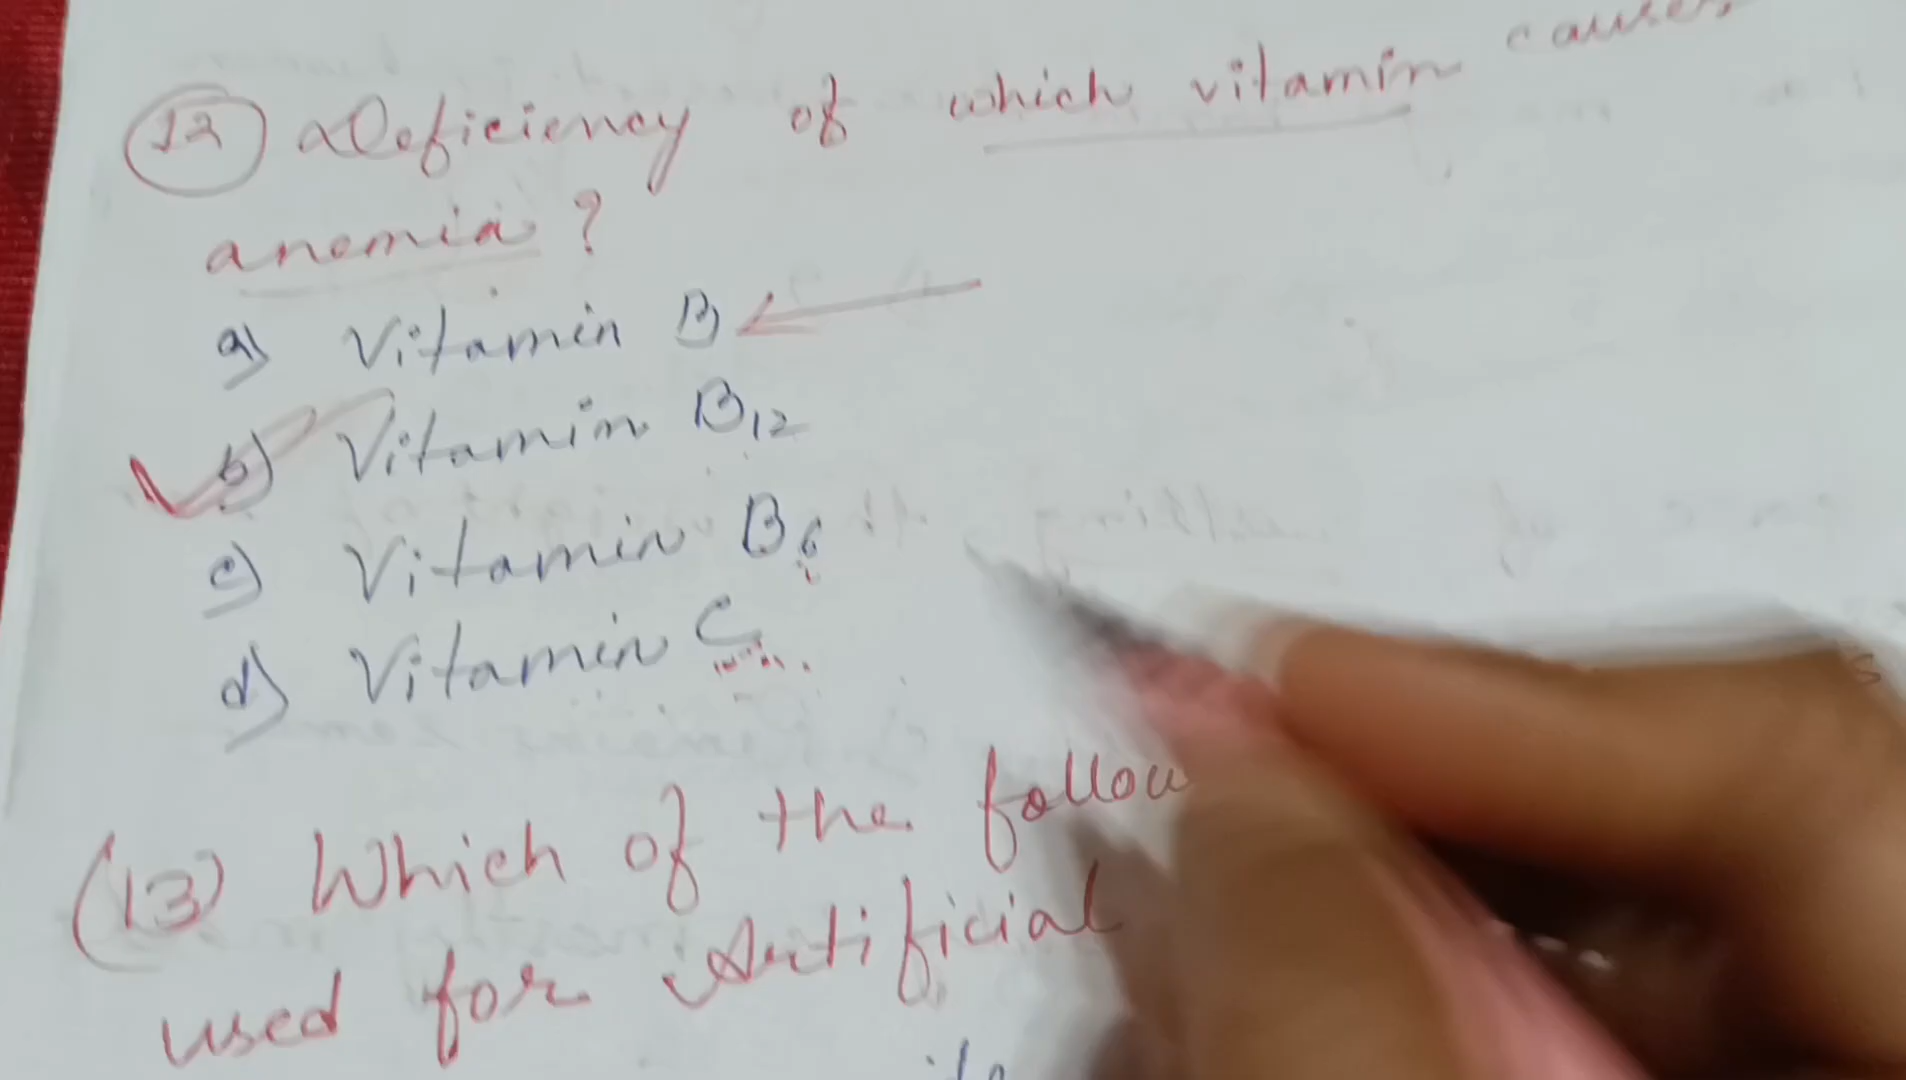 12 Deficiency of which vitamin causes
anemia ?
a) Vitamin B
b) Vitamin B12
c) Vitamin B6
d) Vitamin C
(13) Which of the follow
used for Artificial